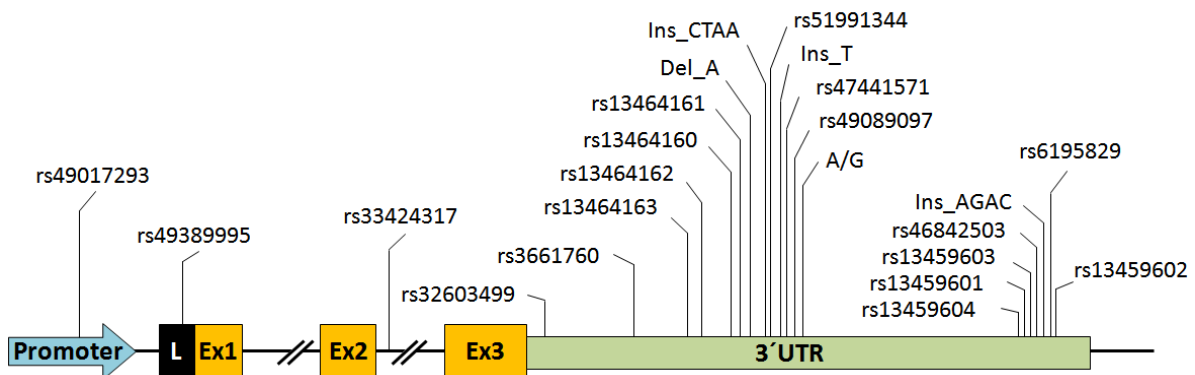 rs51991344
Ins_CTAA
Ins_T
Del_A
rs47441571
rs13464161
rs49089097
rs13464160
rs6195829
A/G
rs49017293
rs13464162
Ins_AGAC
rs33424317
rs13464163
rs46842503
rs49389995
rs3661760
rs13459603
rs13459602
rs13459601
rs32603499
rs13459604
Promoter
L
Ex1
Ex2
Ex3
3´UTR